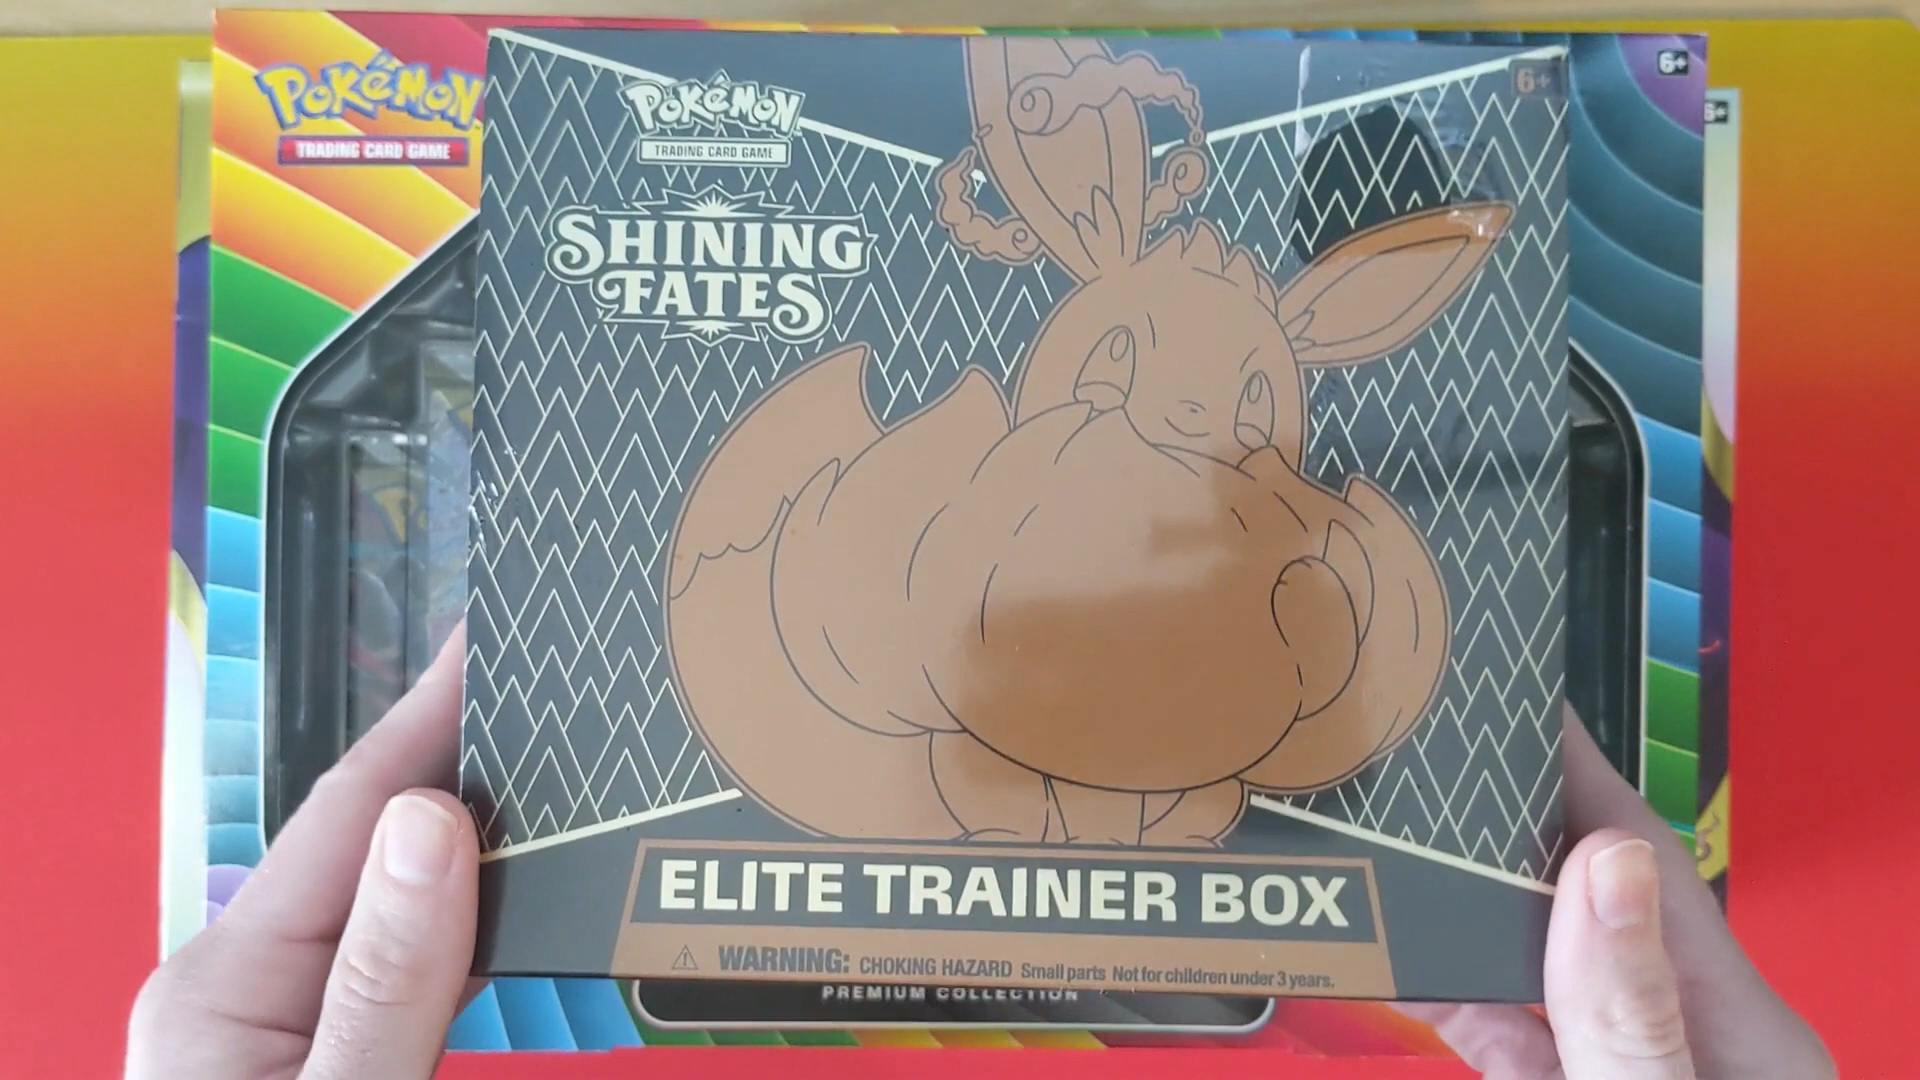 POKéMON
TRADING CARD GAME
6+
POKéMON
TRADING CARD GAME
6+
6+
SHINING
FATES
ELITE TRAINER BOX
WARNING: CHOKING HAZARD Small parts Not for children under 3 years.
PREMIUM COLLECTION